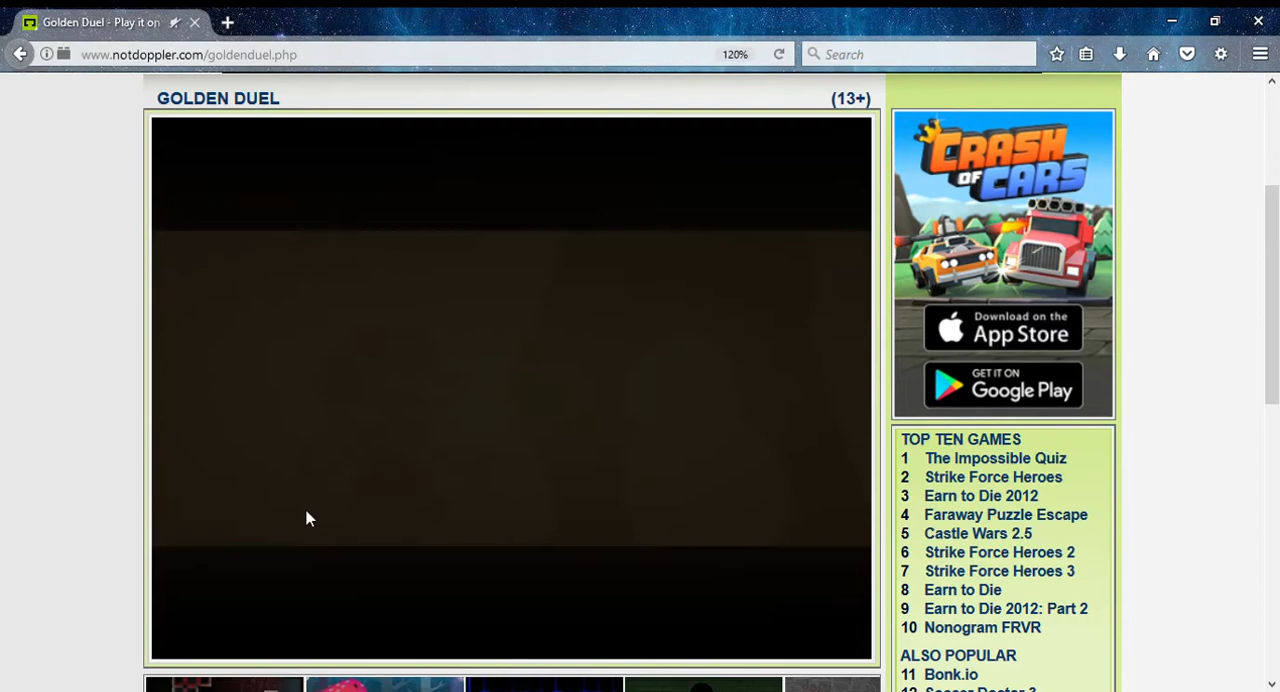 Golden Duel - Play it on
www.notdoppler.com/goldenduel.php
120%
Search
GOLDEN DUEL
(13+)
CRASH
OF CARS
Download on the
App Store
GET IT ON
Google Play
TOP TEN GAMES
1 The Impossible Quiz
2 Strike Force Heroes
3 Earn to Die 2012
4 Faraway Puzzle Escape
5 Castle Wars 2.5
6 Strike Force Heroes 2
7 Strike Force Heroes 3
8 Earn to Die
9 Earn to Die 2012: Part 2
10 Nonogram FRVR
ALSO POPULAR
11 Bonk.io